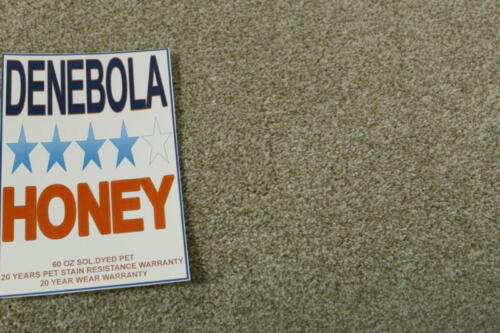 DENEBOLA
HONEY
60 OZ SOL.DYED PET
20 YEARS PET STAIN RESISTANCE WARRANTY
20 YEAR WEAR WARRANTY